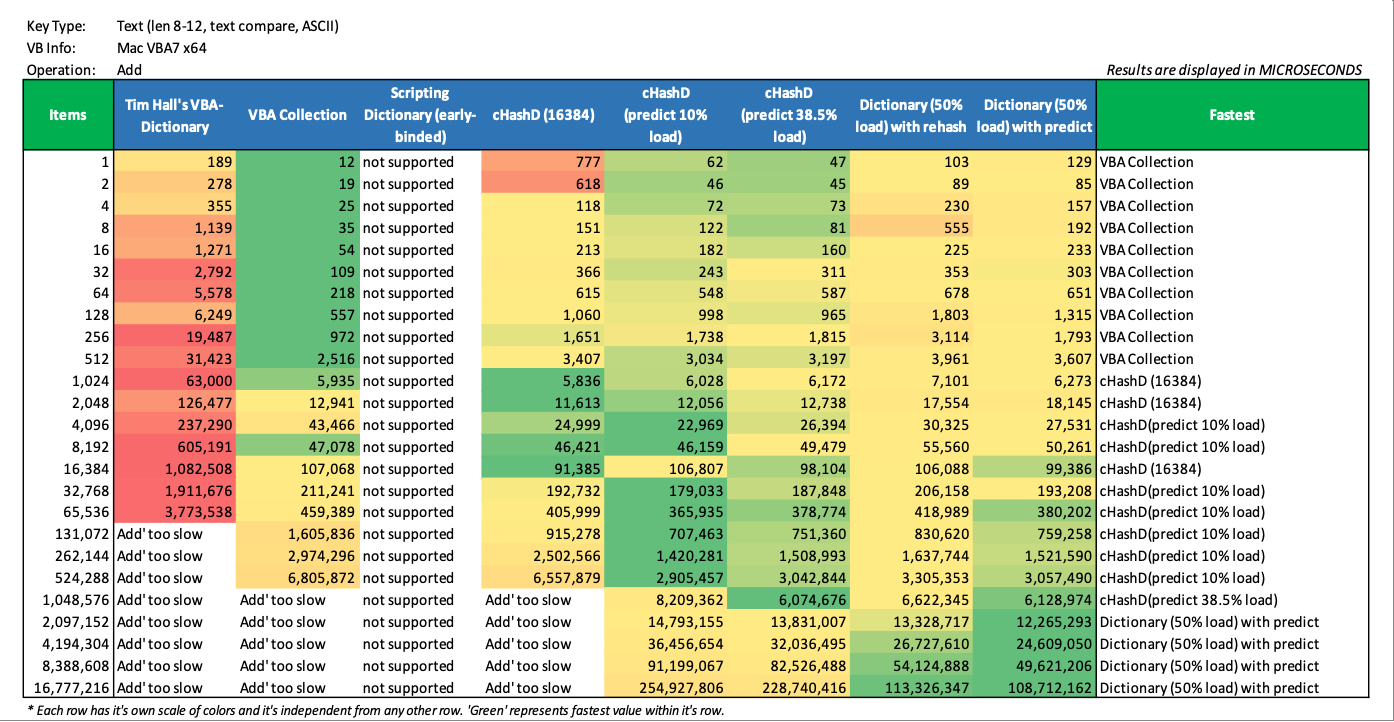 Key Type: Text (len 8-12, text compare, ASCII)
VB Info: Mac VBA7 x64
Operation: Add Results are displayed in MICROSECONDS
Items Tim Hall's VBA-Dictionary VBA Collection Scripting Dictionary (early-binded) cHashD (16384) cHashD (predict 10% load) cHashD (predict 38.5% load) Dictionary (50% load) with rehash Dictionary (50% load) with predict Fastest
1 189 12 not supported 777 62 47 103 129 VBA Collection
2 278 19 not supported 618 46 45 89 85 VBA Collection
4 355 25 not supported 118 72 73 230 157 VBA Collection
8 1,139 35 not supported 151 122 81 555 192 VBA Collection
16 1,271 54 not supported 213 182 160 225 233 VBA Collection
32 2,792 109 not supported 366 243 311 353 303 VBA Collection
64 5,578 218 not supported 615 548 587 678 651 VBA Collection
128 6,249 557 not supported 1,060 998 965 1,803 1,315 VBA Collection
256 19,487 972 not supported 1,651 1,738 1,815 3,114 1,793 VBA Collection
512 31,423 2,516 not supported 3,407 3,034 3,197 3,961 3,607 VBA Collection
1,024 63,000 5,935 not supported 5,836 6,028 6,172 7,101 6,273 cHashD (16384)
2,048 126,477 12,941 not supported 11,613 12,056 12,738 17,554 18,145 cHashD (16384)
4,096 237,290 43,466 not supported 24,999 22,969 26,394 30,325 27,531 cHashD(predict 10% load)
8,192 605,191 47,078 not supported 46,421 46,159 49,479 55,560 50,261 cHashD(predict 10% load)
16,384 1,082,508 107,068 not supported 91,385 106,807 98,104 106,088 99,386 cHashD (16384)
32,768 1,911,676 211,241 not supported 192,732 179,033 187,848 206,158 193,208 cHashD(predict 10% load)
65,536 3,773,538 459,389 not supported 405,999 365,935 378,774 418,989 380,202 cHashD(predict 10% load)
131,072 Add' too slow 1,605,836 not supported 915,278 707,463 751,360 830,620 759,258 cHashD(predict 10% load)
262,144 Add' too slow 2,974,296 not supported 2,502,566 1,420,281 1,508,993 1,637,744 1,521,590 cHashD(predict 10% load)
524,288 Add' too slow 6,805,872 not supported 6,557,879 2,905,457 3,042,844 3,305,353 3,057,490 cHashD(predict 10% load)
1,048,576 Add' too slow Add' too slow not supported Add' too slow 8,209,362 6,074,676 6,622,345 6,128,974 cHashD(predict 38.5% load)
2,097,152 Add' too slow Add' too slow not supported Add' too slow 14,793,155 13,831,007 13,328,717 12,265,293 Dictionary (50% load) with predict
4,194,304 Add' too slow Add' too slow not supported Add' too slow 36,456,654 32,036,495 26,727,610 24,609,050 Dictionary (50% load) with predict
8,388,608 Add' too slow Add' too slow not supported Add' too slow 91,199,067 82,526,488 54,124,888 49,621,206 Dictionary (50% load) with predict
16,777,216 Add' too slow Add' too slow not supported Add' too slow 254,927,806 228,740,416 113,326,347 108,712,162 Dictionary (50% load) with predict
* Each row has it's own scale of colors and it's independent from any other row. 'Green' represents fastest value within it's row.